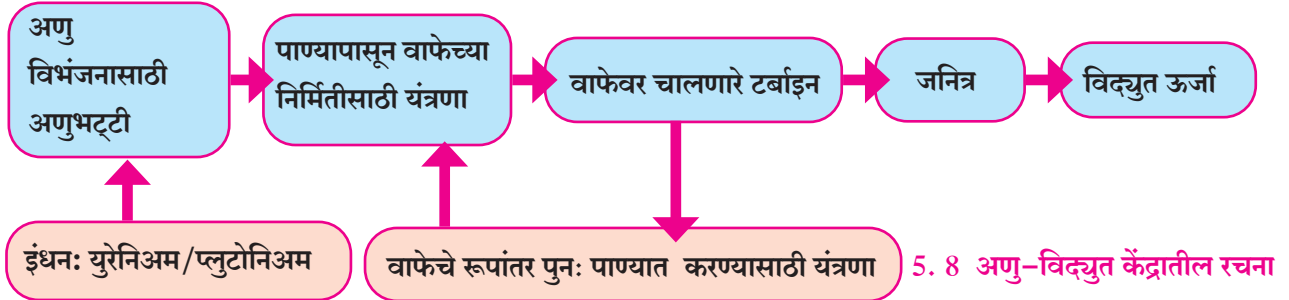 अणु
विभंजनासाठी
अणुभट्टी
पाण्यापासून वाफेच्या
निर्मितीसाठी यंत्रणा
वाफेवर चालणारे टर्बाइन
जनित्र
विद्युत ऊर्जा
इंधन: युरेनिअम/प्लुटोनिअम
वाफेचे रूपांतर पुनः पाण्यात करण्यासाठी यंत्रणा
5. 8 अणु-विद्युत केंद्रातील रचना